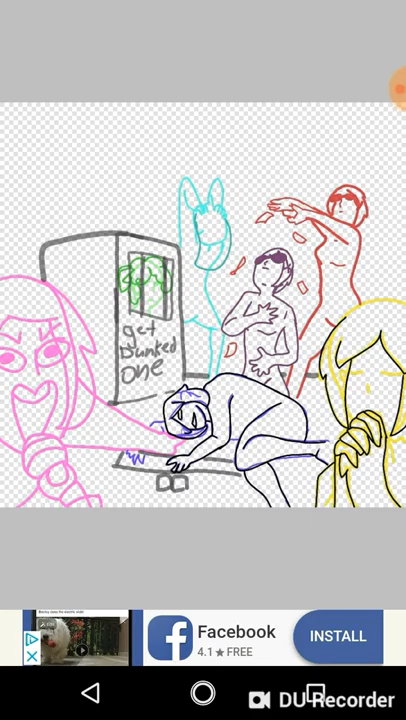 get
Dunked
one
Facebook
4.1★FREE
INSTALL
DU Recorder